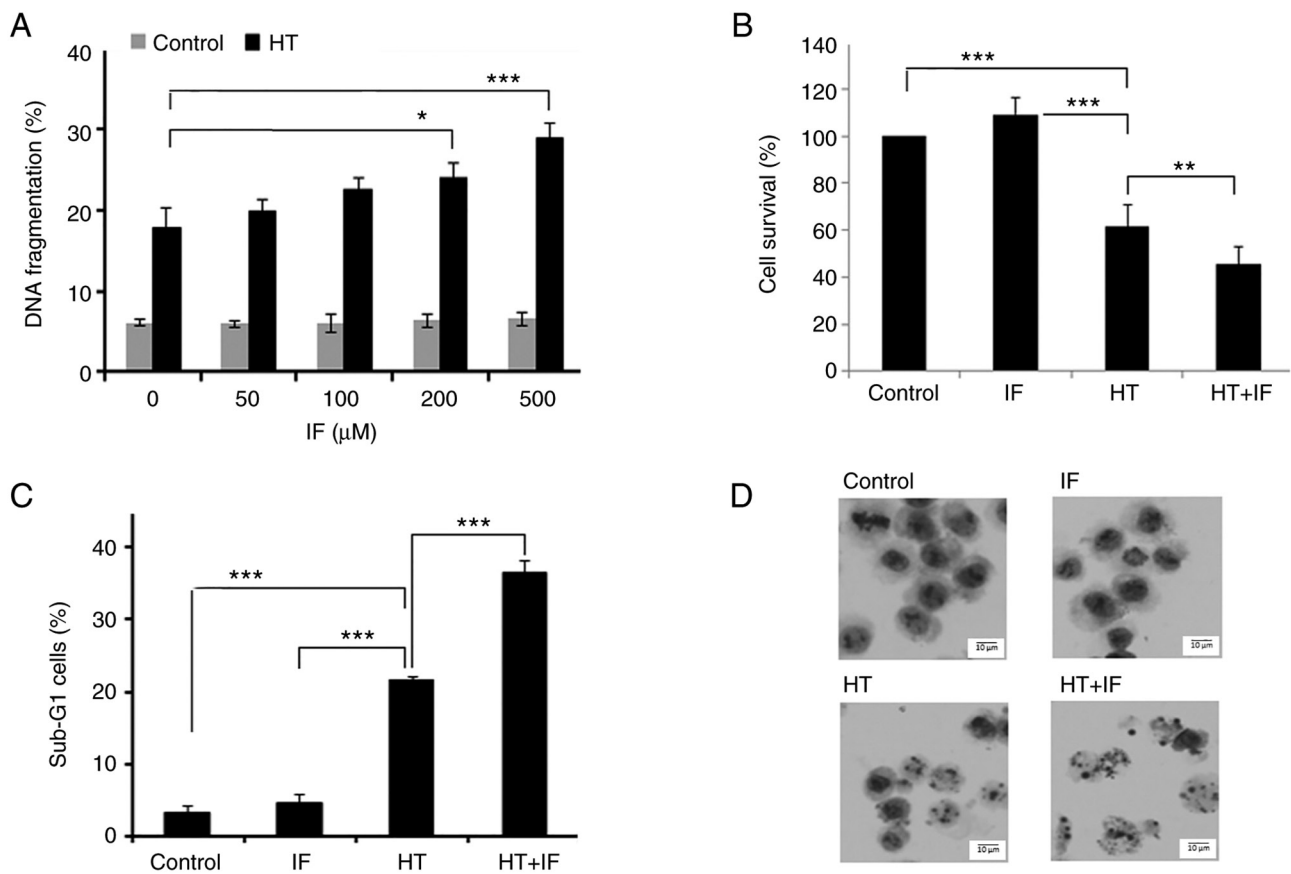 A
Control HT
40
30
20
10
0
DNA fragmentation (%)
***
*
0 50 100 200 500
IF (μM)
B
140
120
100
80
60
40
20
0
Cell survival (%)
***
***
**
Control IF HT HT+IF
C
40
30
20
10
0
Sub-G1 cells (%)
***
***
***
Control IF HT HT+IF
D
Control IF
10 μm 10 μm
HT HT+IF
10 μm 10 μm